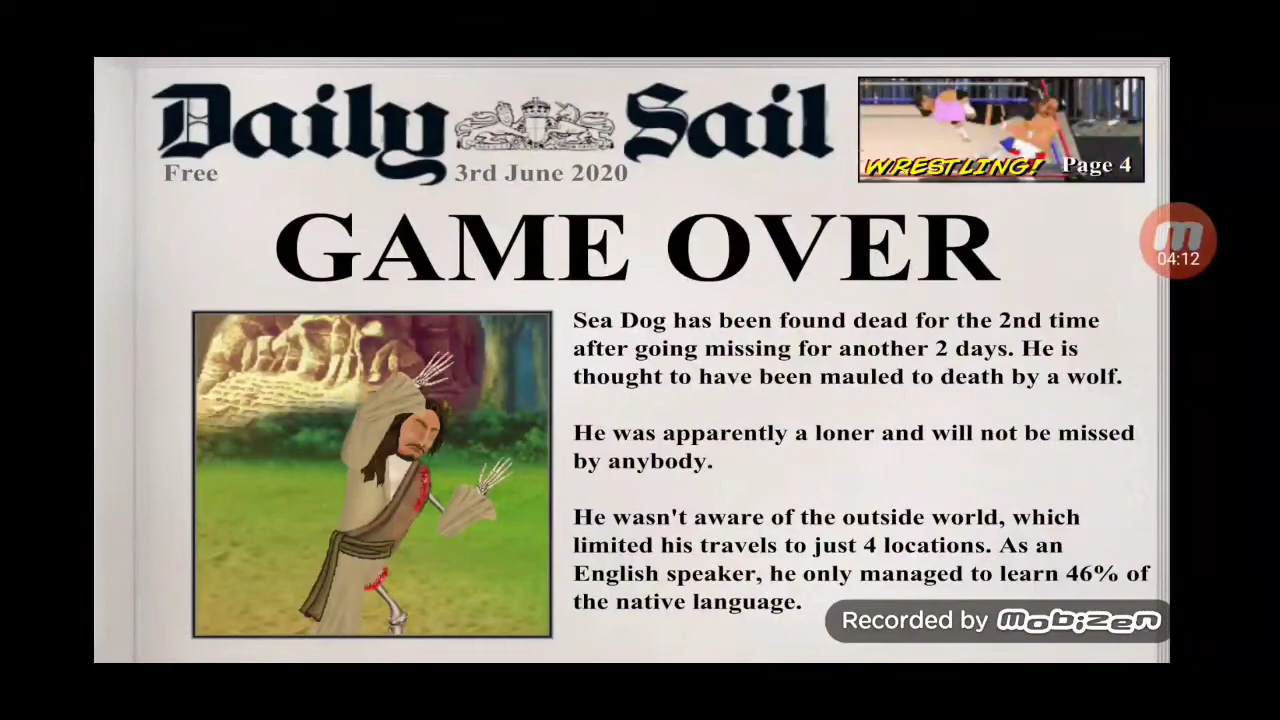 Daily Sail
Free
3rd June 2020
WRESTLING! Page 4
04:12
GAME OVER
Sea Dog has been found dead for the 2nd time
after going missing for another 2 days. He is
thought to have been mauled to death by a wolf.
He was apparently a loner and will not be missed
by anybody.
He wasn't aware of the outside world, which
limited his travels to just 4 locations. As an
English speaker, he only managed to learn 46% of
the native language.
Recorded by mobizen